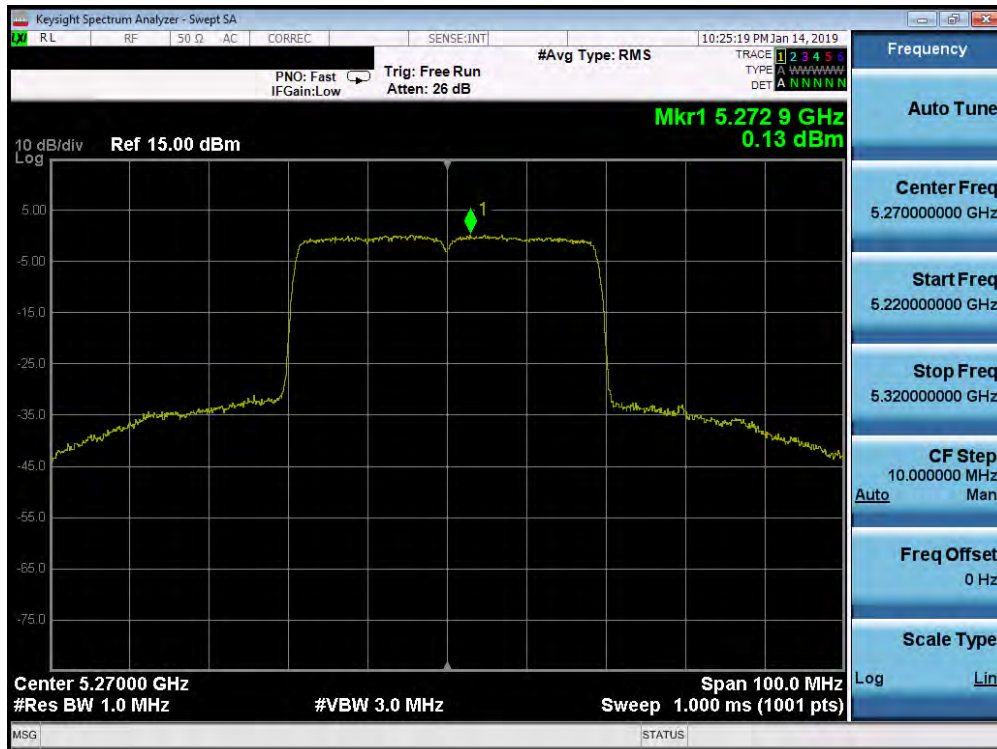 Keysight Spectrum Analyzer - Swept SA
LXI RL RF 50 Ω AC CORREC SENSE:INT 10:25:19 PM Jan 14, 2019
#Avg Type: RMS TRACE 1 2 3 4 5 6
PNO: Fast Trig: Free Run TYPE A WWWWW
IFGain:Low Atten: 26 dB DET A N N N N N
Mkr1 5.272 9 GHz
0.13 dBm
10 dB/div Ref 15.00 dBm
Log
1
5.00
-5.00
-15.0
-25.0
-35.0
-45.0
-55.0
-65.0
-75.0
Center 5.27000 GHz Span 100.0 MHz
#Res BW 1.0 MHz #VBW 3.0 MHz Sweep 1.000 ms (1001 pts)
MSG STATUS
Frequency
Auto Tune
Center Freq
5.270000000 GHz
Start Freq
5.220000000 GHz
Stop Freq
5.320000000 GHz
CF Step
10.000000 MHz
Auto Man
Freq Offset
0 Hz
Scale Type
Log Lin